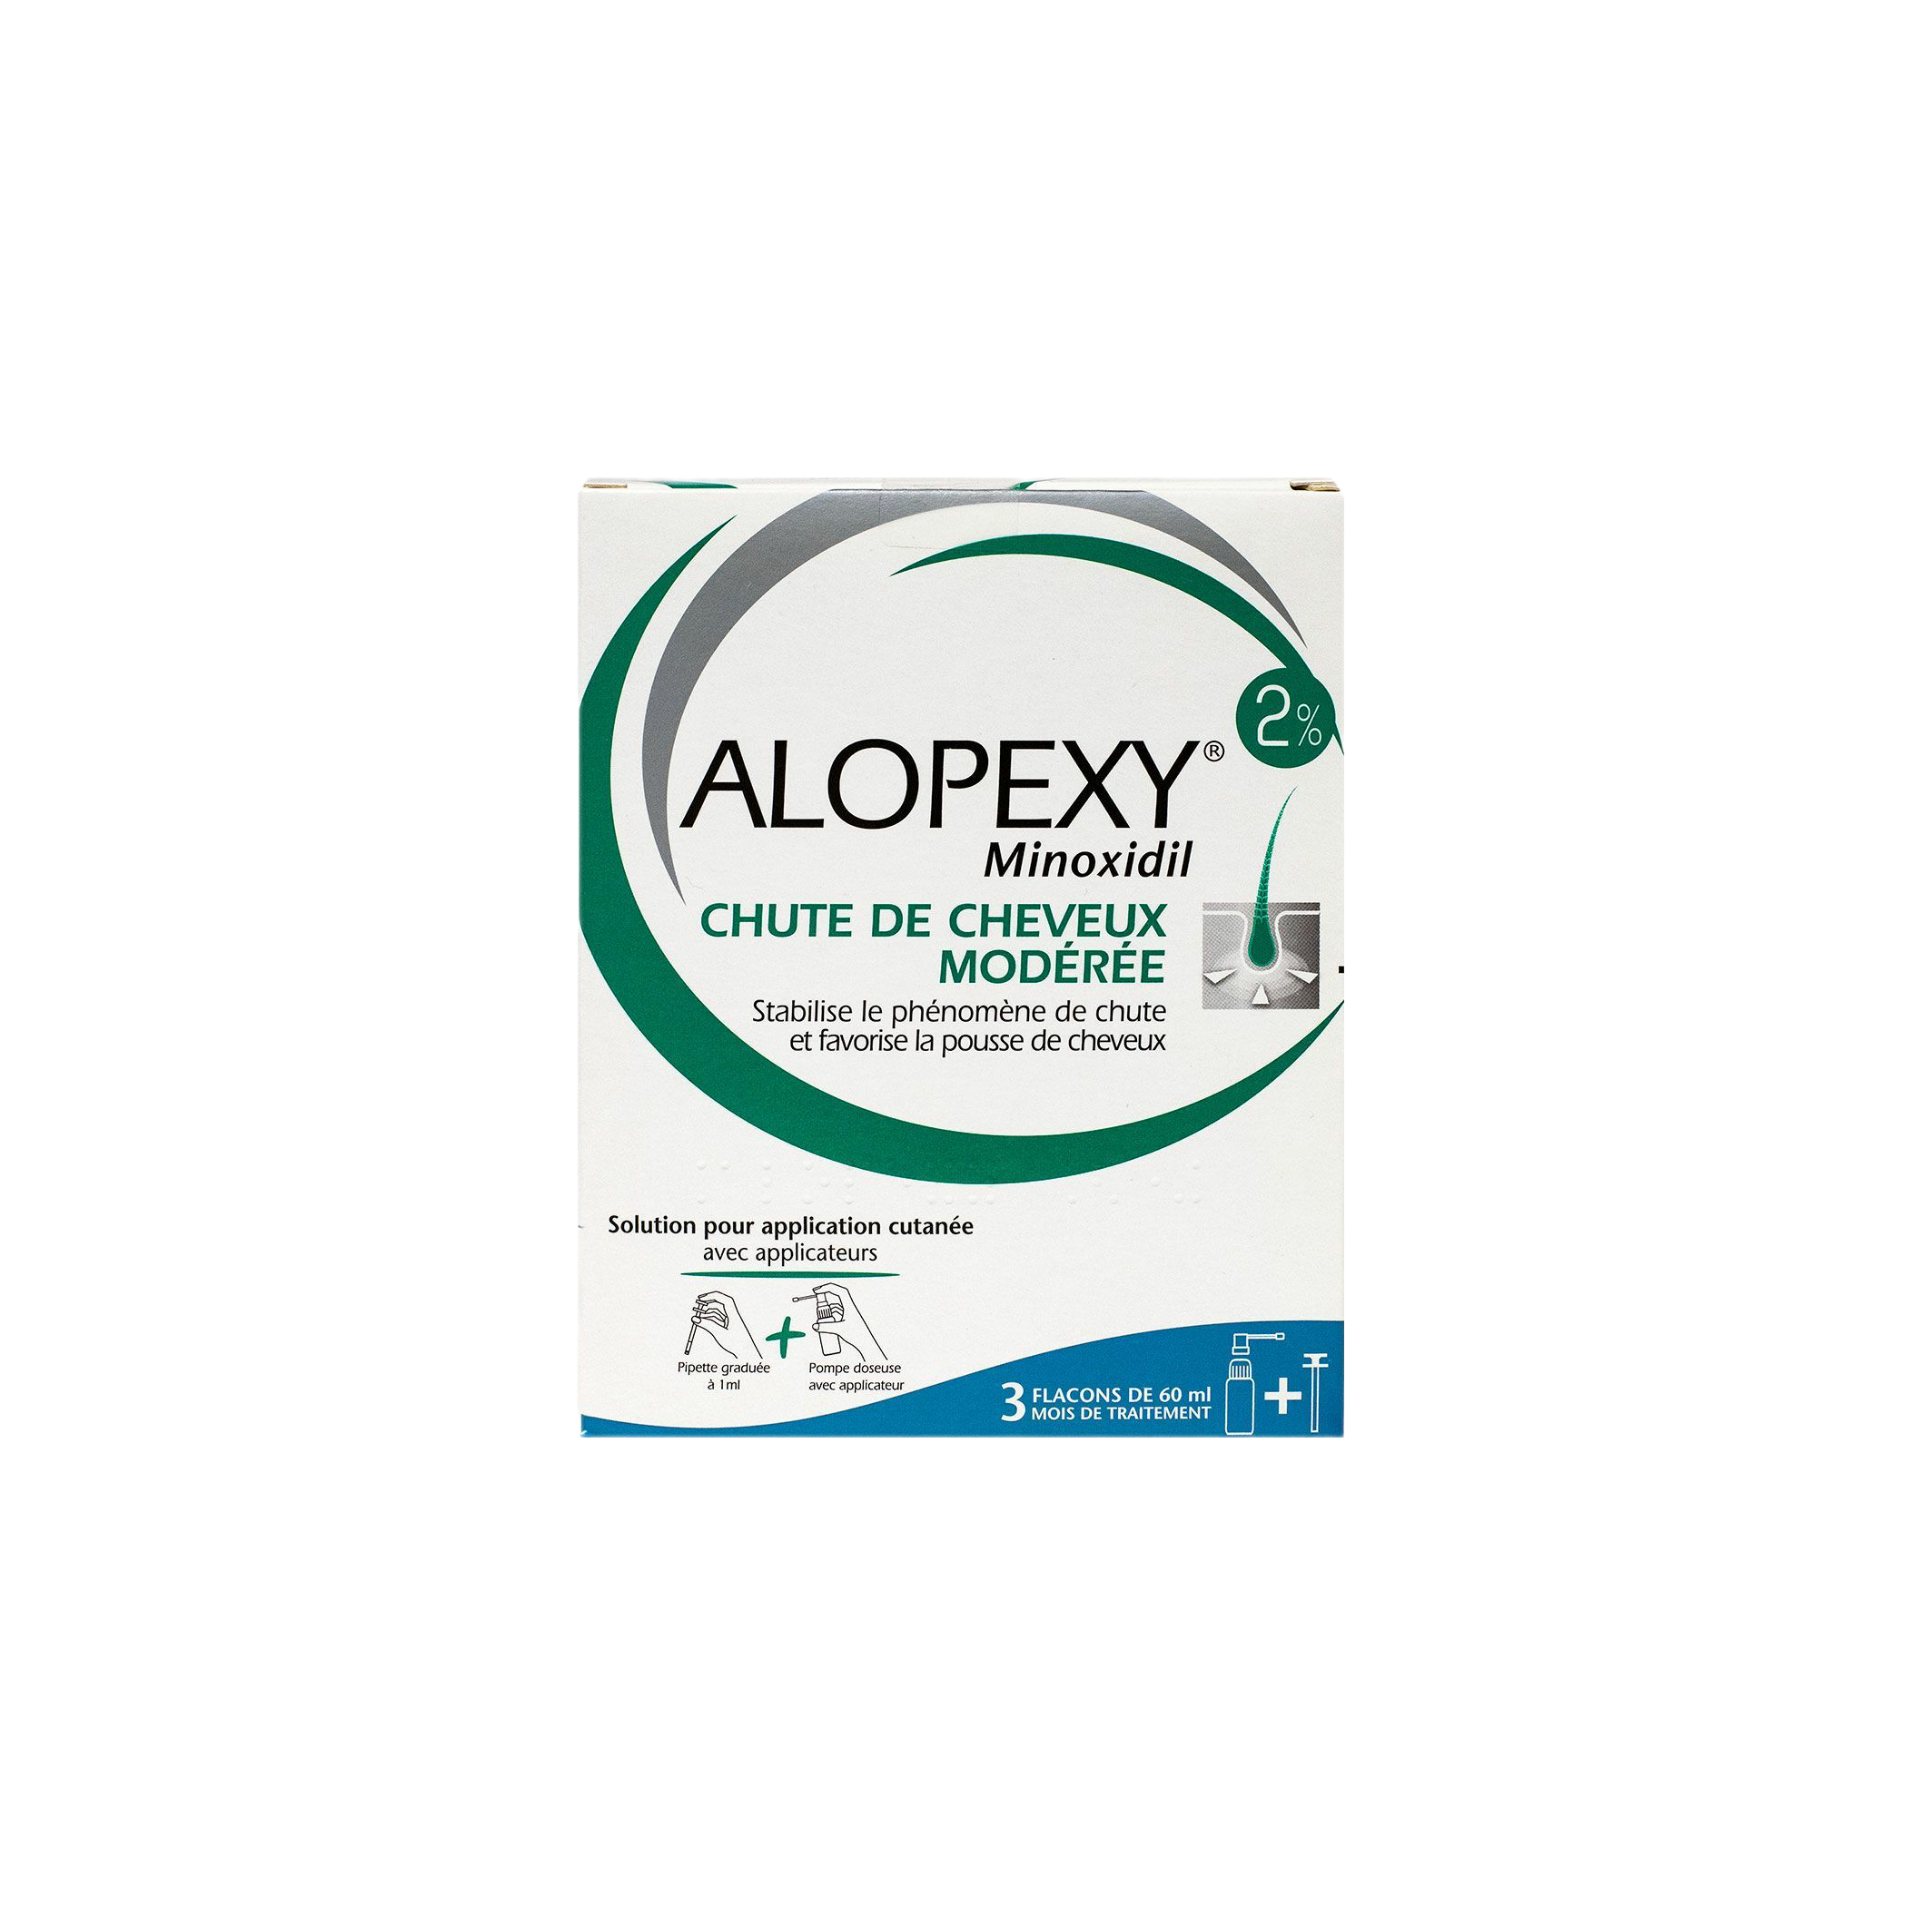 2%
ALOPEXY®
Minoxidil
CHUTE DE CHEVEUX
MODÉRÉE
Stabilise le phénomène de chute
et favorise la pousse de cheveux
Solution pour application cutanée
avec applicateurs
Pipette graduée
à 1ml
+
Pompe doseuse
avec applicateur
3 FLACONS DE 60 ml
MOIS DE TRAITEMENT
+